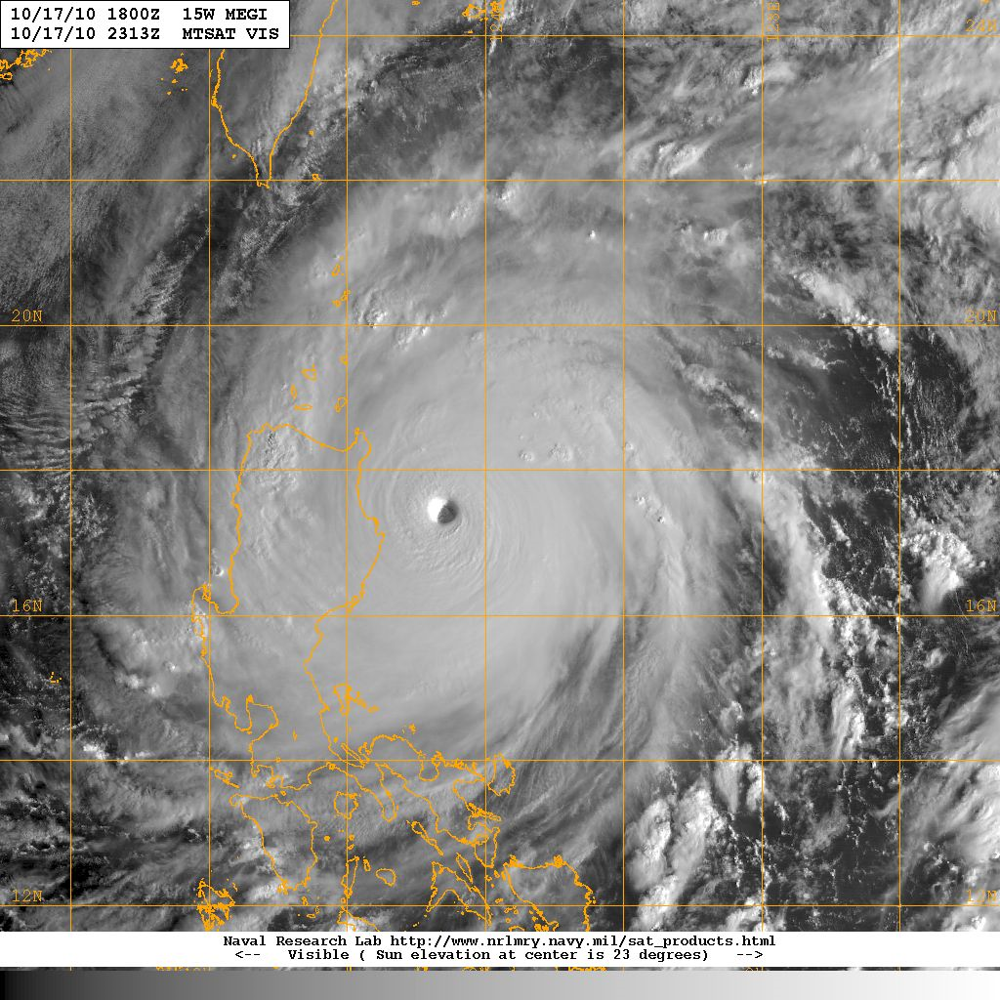 10/17/10 1800Z 15W MEGI
10/17/10 2313Z MTSAT VIS
124E
128E
24N
20N
20N
16N
16N
12N
12N
Naval Research Lab http://www.nrlmry.navy.mil/sat_products.html
<-- Visible ( Sun elevation at center is 23 degrees) -->